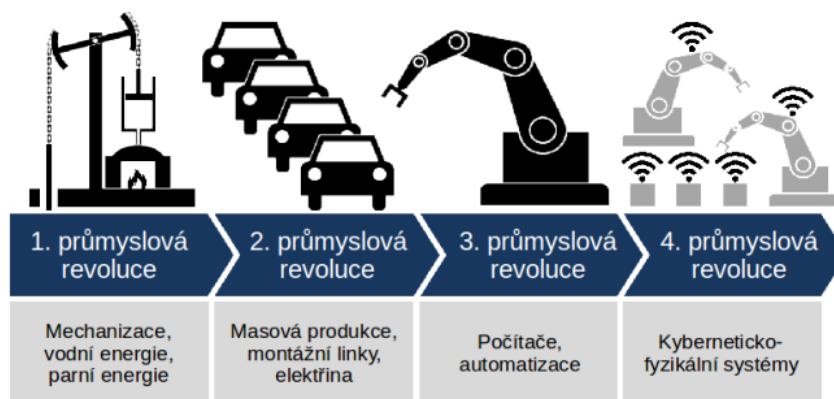 1. průmyslová
revoluce
2. průmyslová
revoluce
3. průmyslová
revoluce
4. průmyslová
revoluce
Mechanizace,
vodní energie,
parní energie
Masová produkce,
montážní linky,
elektřina
Počítače,
automatizace
Kyberneticko-
fyzikální systémy